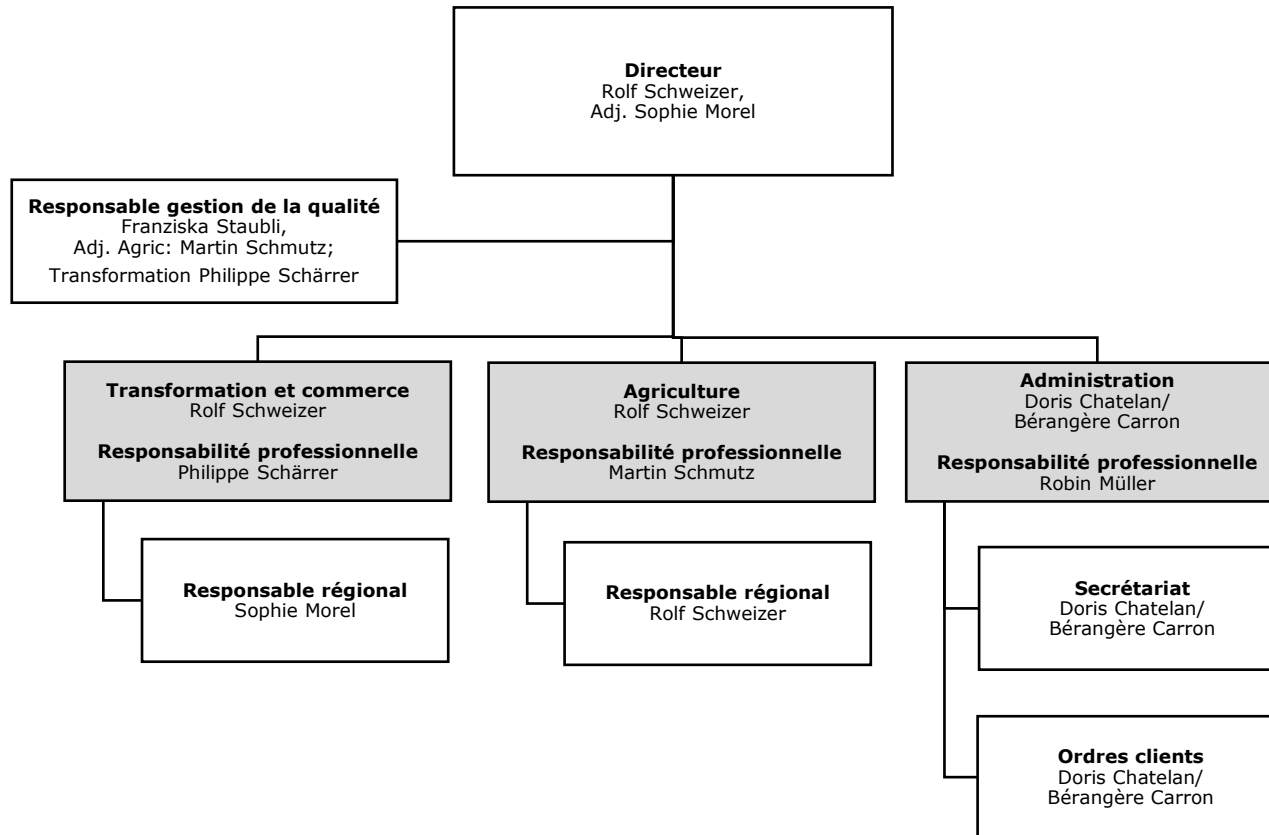 Directeur
Rolf Schweizer,
Adj. Sophie Morel
Responsable gestion de la qualité
Franziska Staubli,
Adj. Agric: Martin Schmutz;
Transformation Philippe Schärrer
Transformation et commerce
Rolf Schweizer
Responsabilité professionnelle
Philippe Schärrer
Agriculture
Rolf Schweizer
Responsabilité professionnelle
Martin Schmutz
Administration
Doris Chatelan/
Bérangère Carron
Responsabilité professionnelle
Robin Müller
Responsable régional
Sophie Morel
Responsable régional
Rolf Schweizer
Secrétariat
Doris Chatelan/
Bérangère Carron
Ordres clients
Doris Chatelan/
Bérangère Carron